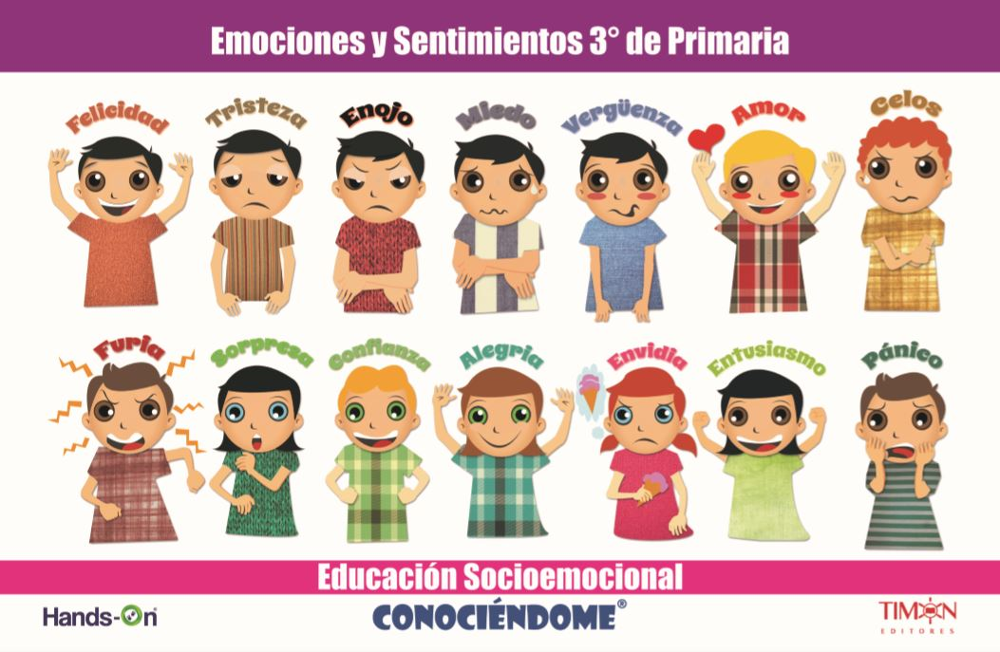 Emociones y Sentimientos 3° de Primaria
Felicidad Tristeza Enojo Miedo Vergüenza Amor Celos
Furia Sorpresa Confianza Alegria Envidia Entusiasmo Pánico
Educación Socioemocional
Hands-On® CONOCIÉNDOME® TIMON
EDITORES